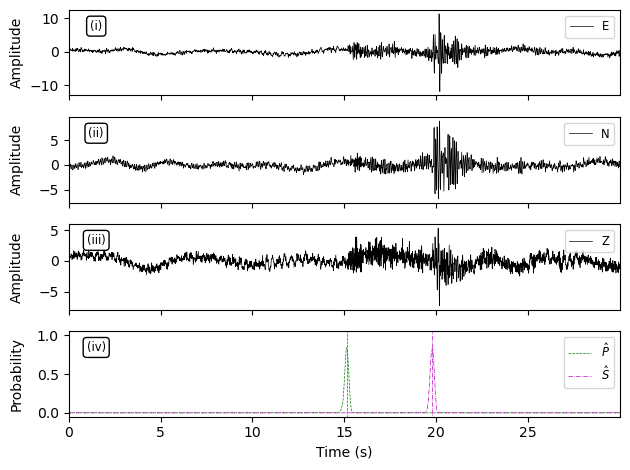 (i)
E
Amplitude
10
0
−10
(ii)
N
Amplitude
5
0
−5
(iii)
Z
Amplitude
5
0
−5
(iv)
P̂
Ŝ
Probability
1.0
0.5
0.0
0 5 10 15 20 25
Time (s)